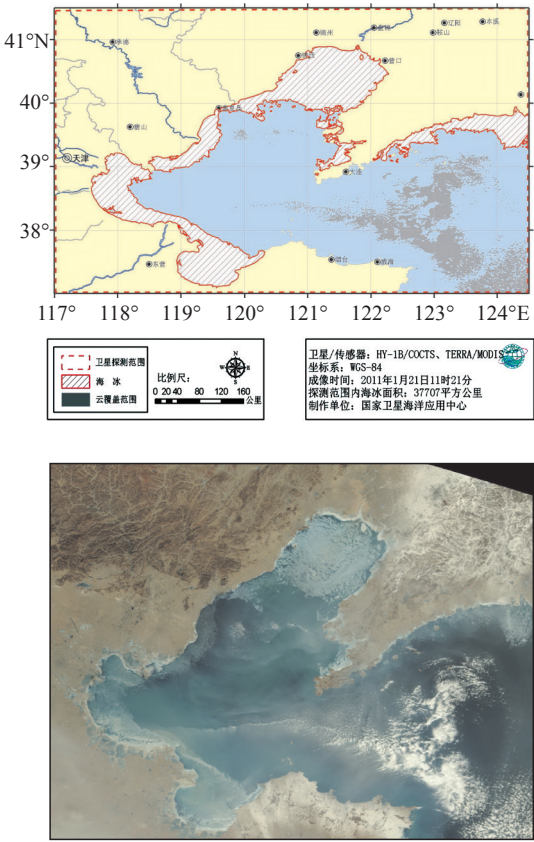 41°N
40°
39°
38°
117°
118°
119°
120°
121°
122°
123°
124°E
承德
锦州
盘锦
辽阳
本溪
鞍山
营口
唐山
天津
大连
东营
烟台
威海
卫星探测范围
海 冰
云覆盖范围
N
W
E
S
比例尺:
0 20 40 80 120 160
公里
卫星/传感器: HY-1B/COCTS、TERRA/MODIS
坐标系: WGS-84
成像时间: 2011年1月21日11时21分
探测范围内海冰面积: 37707平方公里
制作单位: 国家卫星海洋应用中心